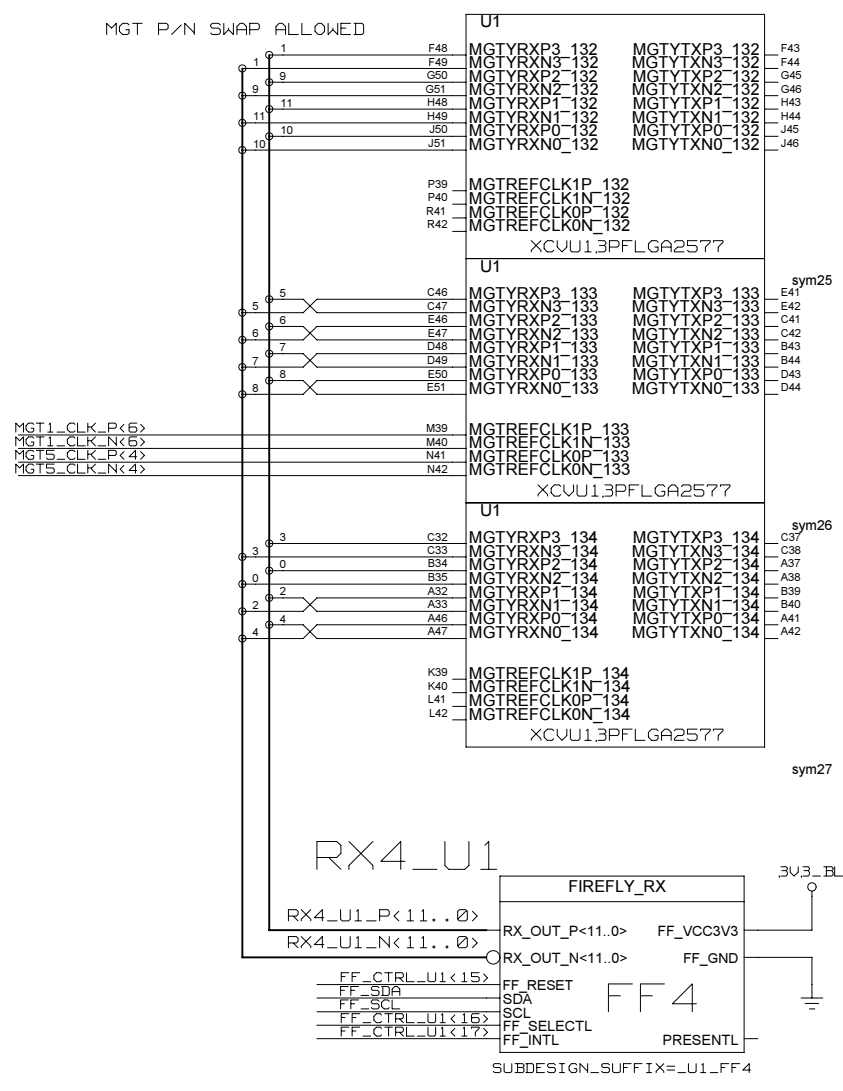 MGT P/N SWAP ALLOWED
U1
1 F48 MGTYRXP3_132 MGTYTXP3_132 F43
1 F49 MGTYRXN3_132 MGTYTXN3_132 F44
9 G50 MGTYRXP2_132 MGTYTXP2_132 G45
9 G51 MGTYRXN2_132 MGTYTXN2_132 G46
11 H48 MGTYRXP1_132 MGTYTXP1_132 H43
11 H49 MGTYRXN1_132 MGTYTXN1_132 H44
10 J50 MGTYRXP0_132 MGTYTXP0_132 J45
10 J51 MGTYRXN0_132 MGTYTXN0_132 J46
P39 MGTREFCLK1P_132
P40 MGTREFCLK1N_132
R41 MGTREFCLK0P_132
R42 MGTREFCLK0N_132
XCVU13PFLGA2577
U1
sym25
5 C46 MGTYRXP3_133 MGTYTXP3_133 E41
5 C47 MGTYRXN3_133 MGTYTXN3_133 E42
6 E46 MGTYRXP2_133 MGTYTXP2_133 C41
6 E47 MGTYRXN2_133 MGTYTXN2_133 C42
7 D48 MGTYRXP1_133 MGTYTXP1_133 B43
7 D49 MGTYRXN1_133 MGTYTXN1_133 B44
8 E50 MGTYRXP0_133 MGTYTXP0_133 D43
8 E51 MGTYRXN0_133 MGTYTXN0_133 D44
MGT1_CLK_P<6> M39 MGTREFCLK1P_133
MGT1_CLK_N<6> M40 MGTREFCLK1N_133
MGT5_CLK_P<4> N41 MGTREFCLK0P_133
MGT5_CLK_N<4> N42 MGTREFCLK0N_133
XCVU13PFLGA2577
U1
sym26
3 C32 MGTYRXP3_134 MGTYTXP3_134 C37
3 C33 MGTYRXN3_134 MGTYTXN3_134 C38
0 B34 MGTYRXP2_134 MGTYTXP2_134 A37
0 B35 MGTYRXN2_134 MGTYTXN2_134 A38
2 A32 MGTYRXP1_134 MGTYTXP1_134 B39
2 A33 MGTYRXN1_134 MGTYTXN1_134 B40
4 A46 MGTYRXP0_134 MGTYTXP0_134 A41
4 A47 MGTYRXN0_134 MGTYTXN0_134 A42
K39 MGTREFCLK1P_134
K40 MGTREFCLK1N_134
L41 MGTREFCLK0P_134
L42 MGTREFCLK0N_134
XCVU13PFLGA2577
sym27
RX4_U1
FIREFLY_RX
3V3_BL
RX4_U1_P<11..0> RX_OUT_P<11..0> FF_VCC3V3
RX4_U1_N<11..0> RX_OUT_N<11..0> FF_GND
FF_CTRL_U1<15> FF_RESET
FF_SDA SDA
FF4
FF_SCL SCL
FF_CTRL_U1<16> FF_SELECTL
FF_CTRL_U1<17> FF_INTL PRESENTL
SUBDESIGN_SUFFIX=_U1_FF4